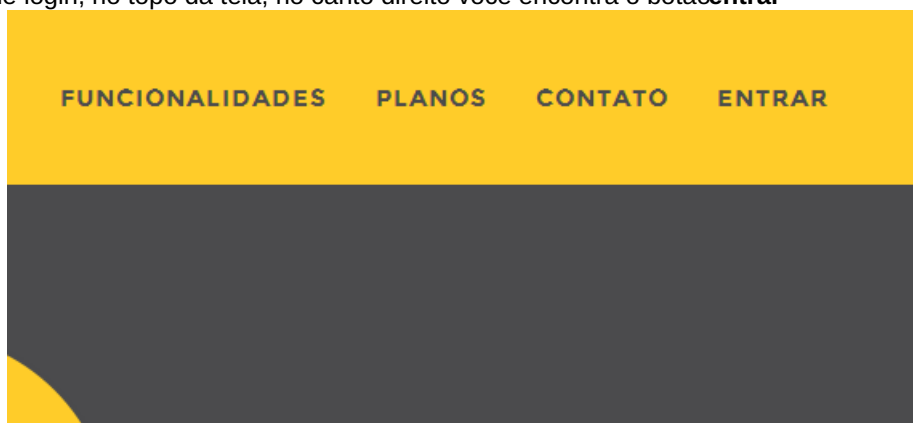 e login, no topo da tela, no canto direito você encontra o botão entrar
FUNCIONALIDADES PLANOS CONTATO ENTRAR